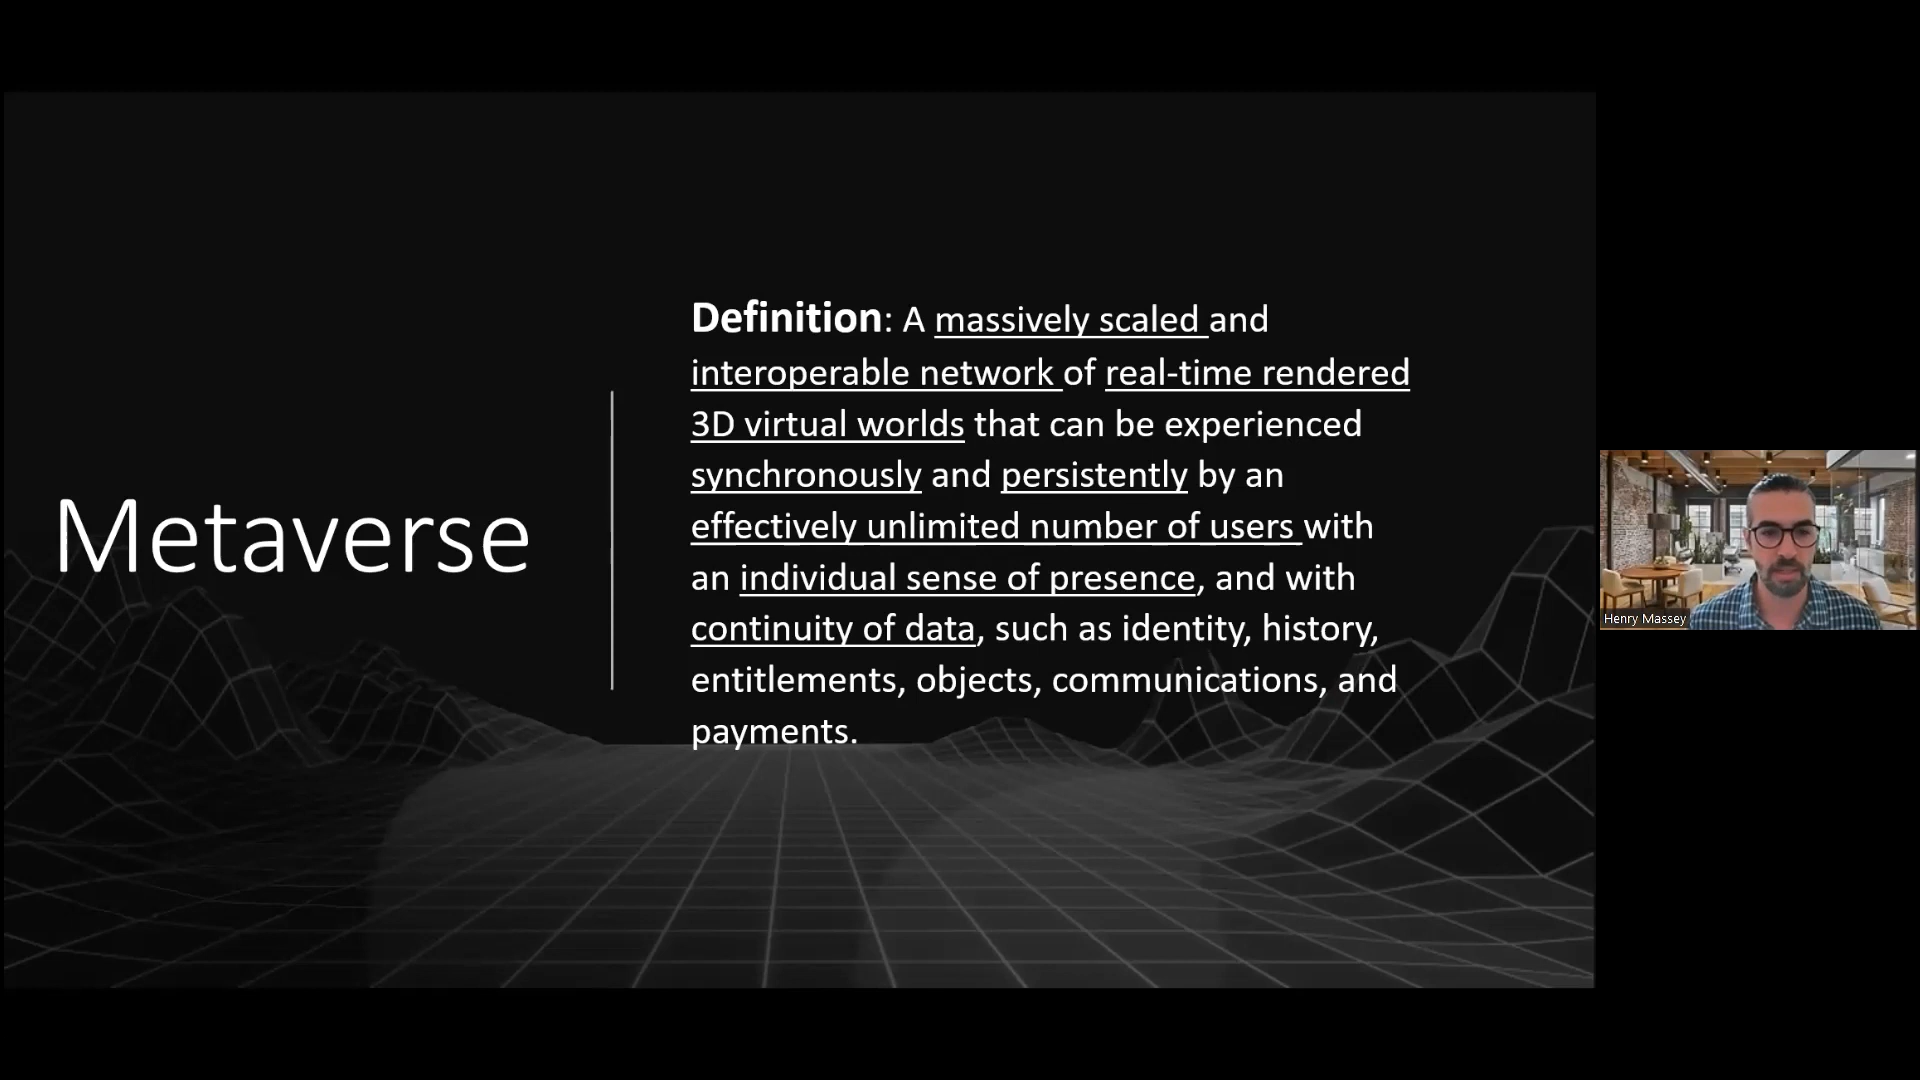 Metaverse
Definition: A massively scaled and
interoperable network of real-time rendered
3D virtual worlds that can be experienced
synchronously and persistently by an
effectively unlimited number of users with
an individual sense of presence, and with
continuity of data, such as identity, history,
entitlements, objects, communications, and
payments.
Henry Massey